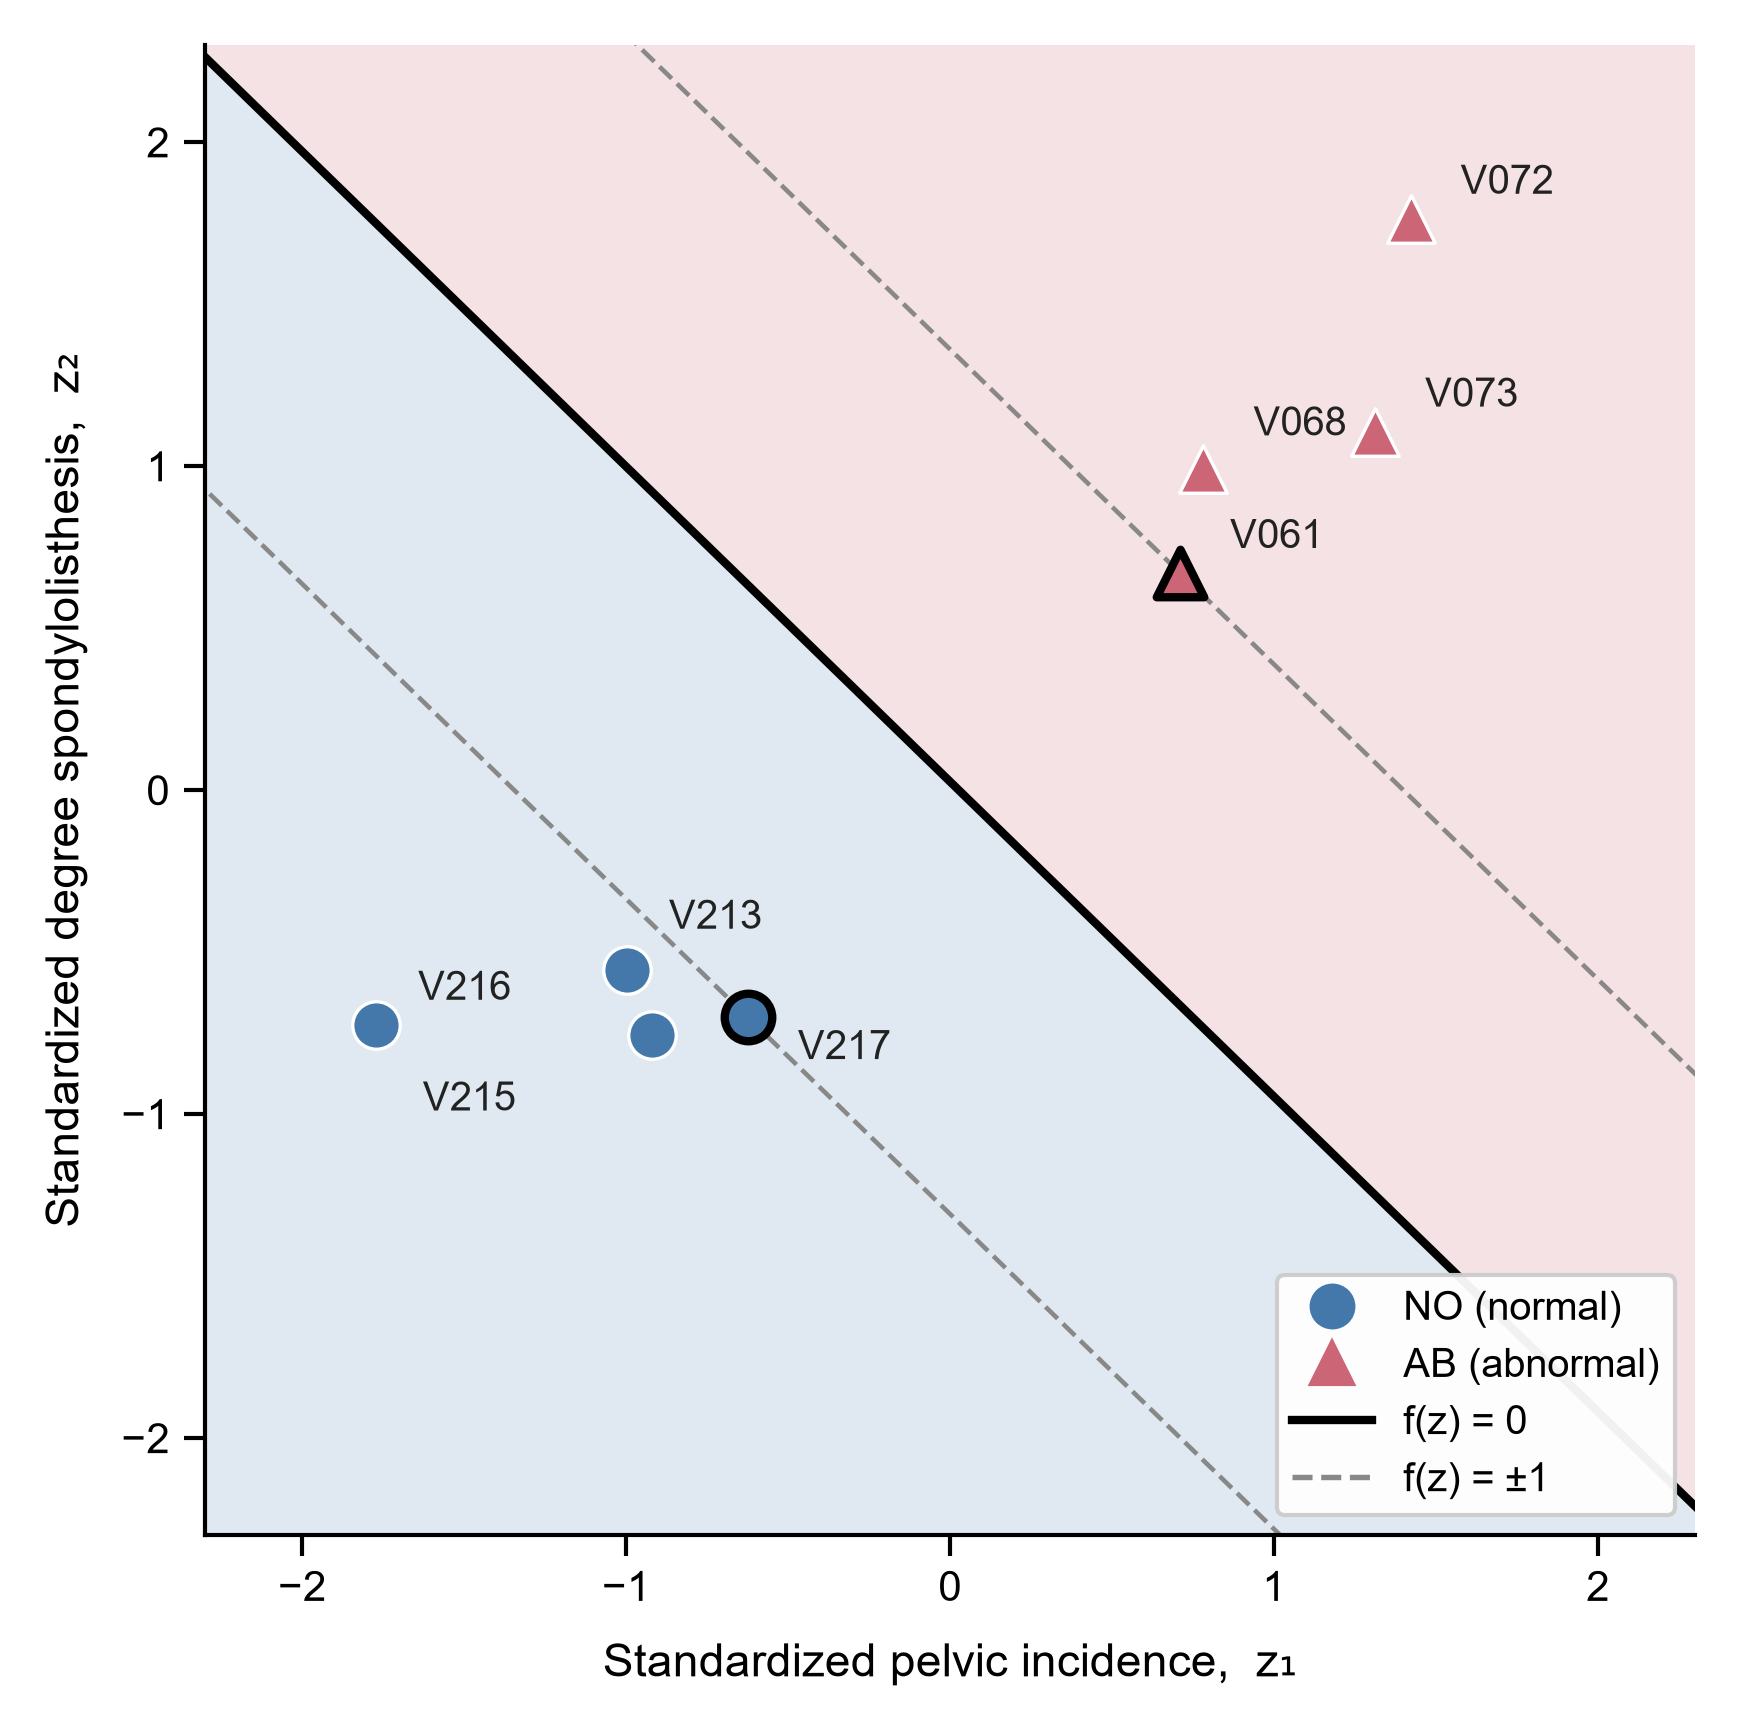 Standardized degree spondylolisthesis, z₂
2
1
0
−1
−2
V072
V073
V068
V061
V213
V216
V217
V215
NO (normal)
AB (abnormal)
f(z) = 0
f(z) = ±1
−2
−1
0
1
2
Standardized pelvic incidence, z₁